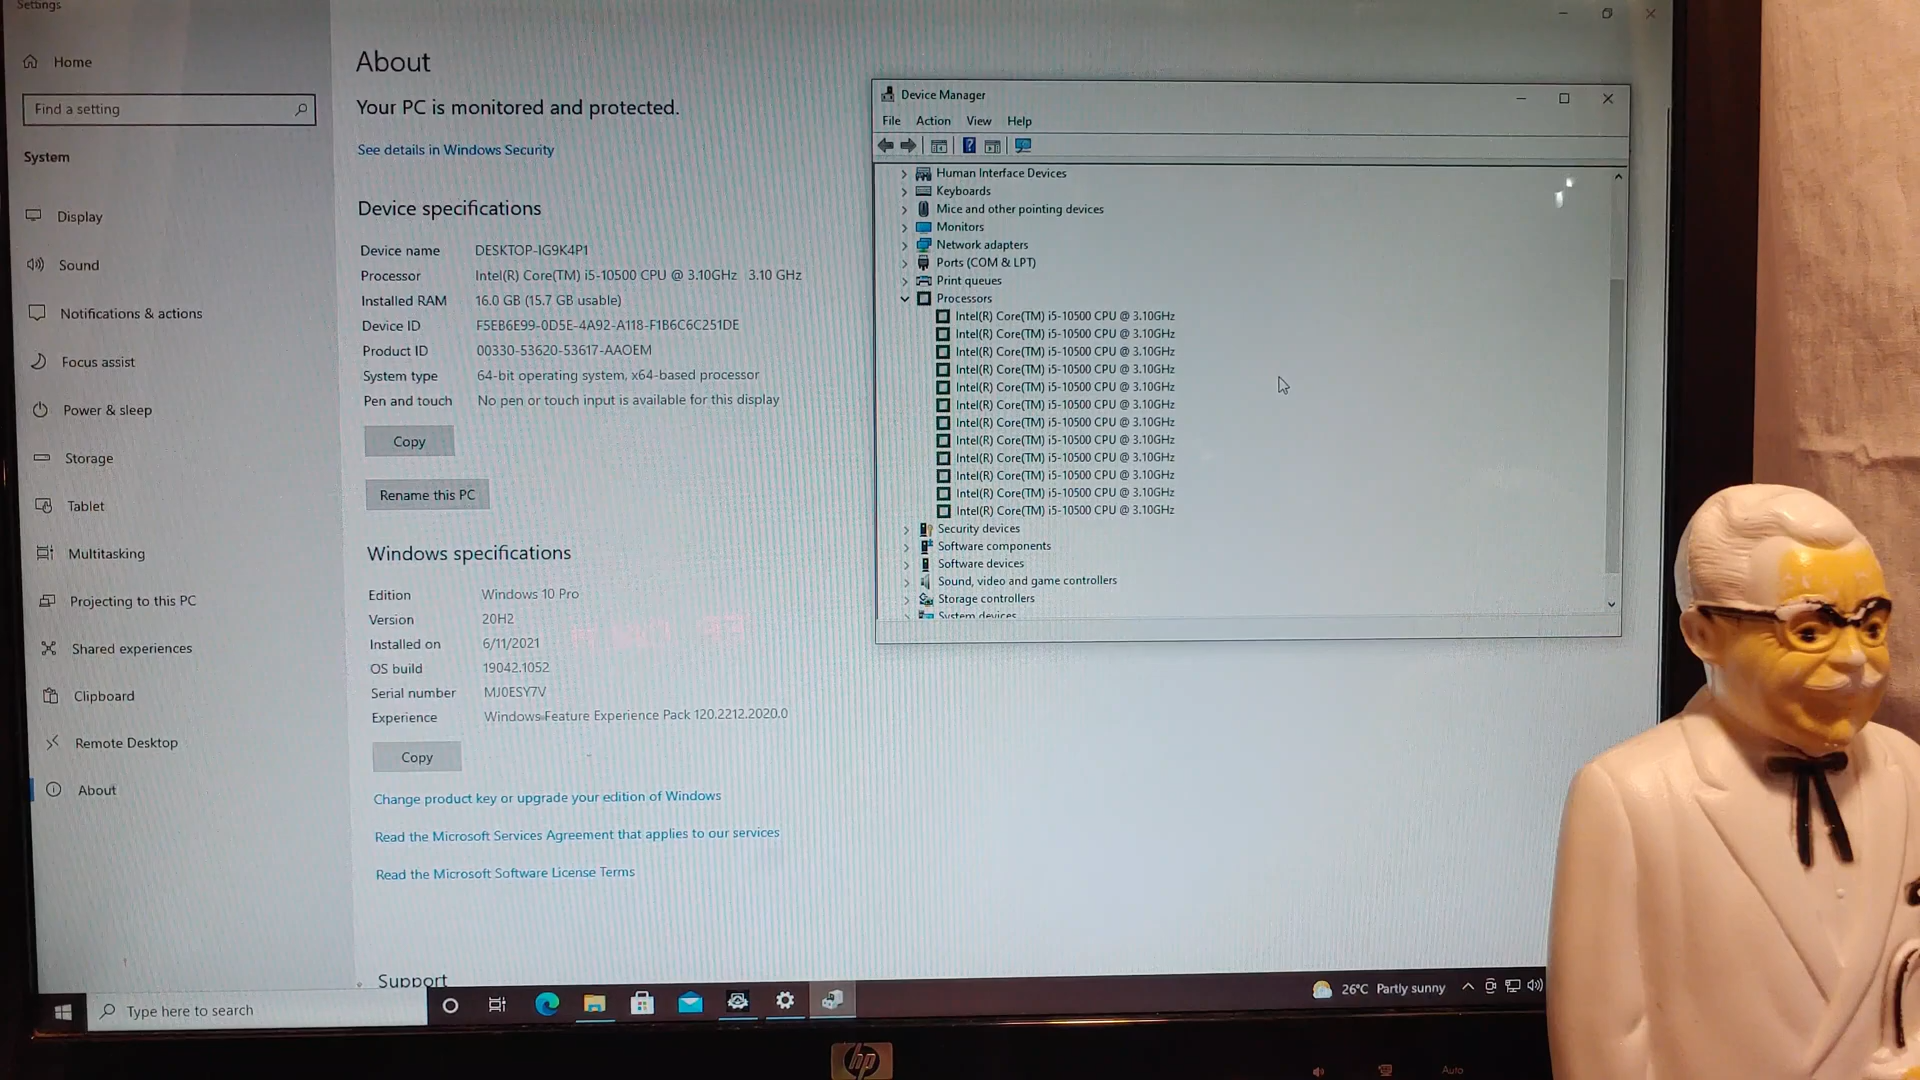 Settings
Home
Find a setting
System
Display
Sound
Notifications & actions
Focus assist
Power & sleep
Storage
Tablet
Multitasking
Projecting to this PC
Shared experiences
Clipboard
Remote Desktop
About
About
Your PC is monitored and protected.
See details in Windows Security
Device specifications
Device name DESKTOP-IG9K4P1
Processor Intel(R) Core(TM) i5-10500 CPU @ 3.10GHz 3.10 GHz
Installed RAM 16.0 GB (15.7 GB usable)
Device ID F5EB6E99-0D5E-4A92-A118-F1B6C6C251DE
Product ID 00330-53620-53617-AAOEM
System type 64-bit operating system, x64-based processor
Pen and touch No pen or touch input is available for this display
Copy
Rename this PC
Windows specifications
Edition Windows 10 Pro
Version 20H2
Installed on 6/11/2021
OS build 19042.1052
Serial number MJ0ESY7V
Experience Windows Feature Experience Pack 120.2212.2020.0
Copy
Change product key or upgrade your edition of Windows
Read the Microsoft Services Agreement that applies to our services
Read the Microsoft Software License Terms
Support
Device Manager
File Action View Help
Human Interface Devices
Keyboards
Mice and other pointing devices
Monitors
Network adapters
Ports (COM & LPT)
Print queues
Processors
Intel(R) Core(TM) i5-10500 CPU @ 3.10GHz
Intel(R) Core(TM) i5-10500 CPU @ 3.10GHz
Intel(R) Core(TM) i5-10500 CPU @ 3.10GHz
Intel(R) Core(TM) i5-10500 CPU @ 3.10GHz
Intel(R) Core(TM) i5-10500 CPU @ 3.10GHz
Intel(R) Core(TM) i5-10500 CPU @ 3.10GHz
Intel(R) Core(TM) i5-10500 CPU @ 3.10GHz
Intel(R) Core(TM) i5-10500 CPU @ 3.10GHz
Intel(R) Core(TM) i5-10500 CPU @ 3.10GHz
Intel(R) Core(TM) i5-10500 CPU @ 3.10GHz
Intel(R) Core(TM) i5-10500 CPU @ 3.10GHz
Intel(R) Core(TM) i5-10500 CPU @ 3.10GHz
Security devices
Software components
Software devices
Sound, video and game controllers
Storage controllers
System devices
Type here to search
26°C Partly sunny
hp
Auto